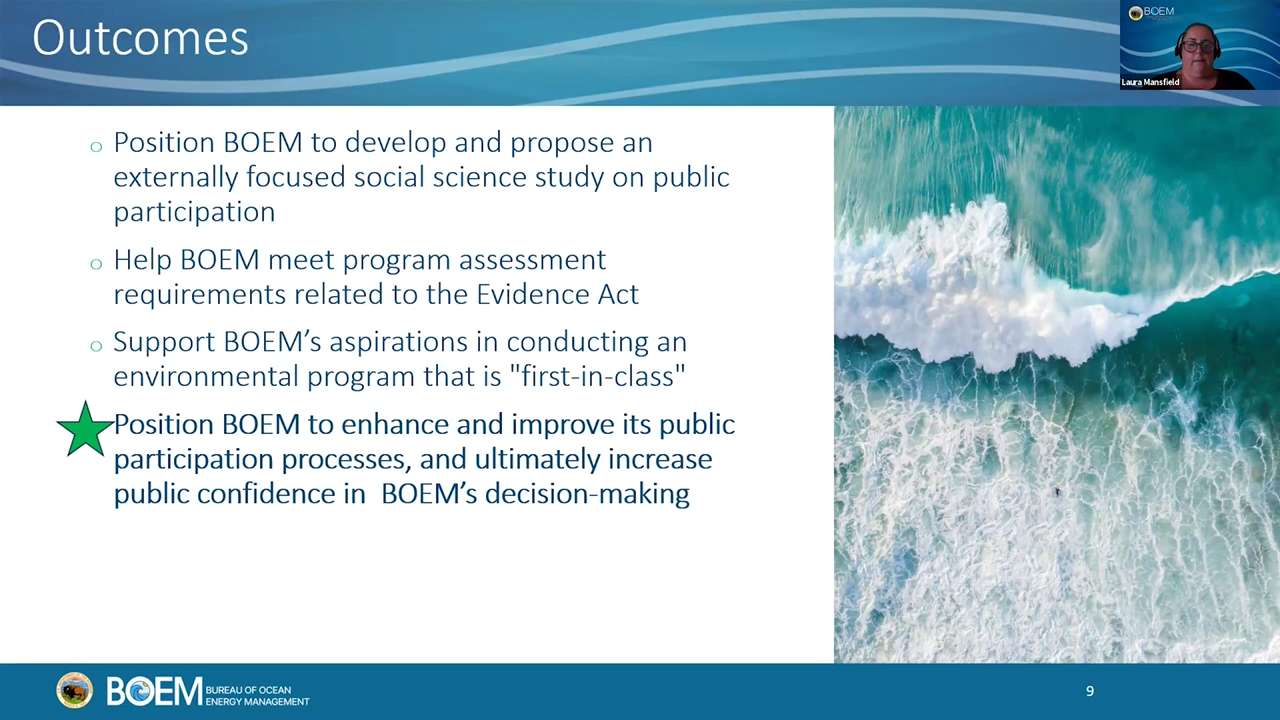 Outcomes
BOEM
Laura Mansfield
o Position BOEM to develop and propose an
externally focused social science study on public
participation
o Help BOEM meet program assessment
requirements related to the Evidence Act
o Support BOEM’s aspirations in conducting an
environmental program that is "first-in-class"
Position BOEM to enhance and improve its public
participation processes, and ultimately increase
public confidence in BOEM’s decision-making
BOEM BUREAU OF OCEAN
ENERGY MANAGEMENT
9